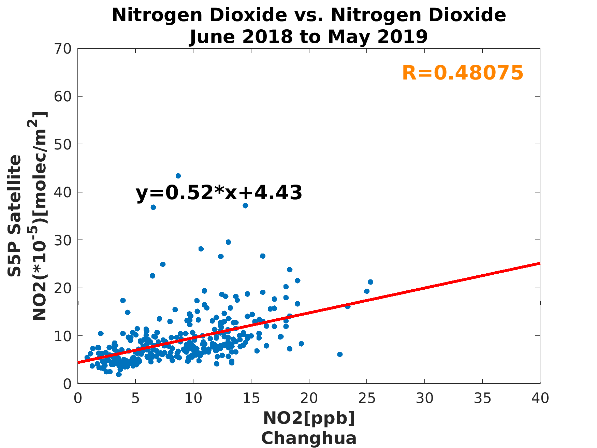 Nitrogen Dioxide vs. Nitrogen Dioxide
June 2018 to May 2019
R=0.48075
y=0.52*x+4.43
S5P Satellite
NO2(*10^-5)[molec/m^2]
70
60
50
40
30
20
10
0
0 5 10 15 20 25 30 35 40
NO2[ppb]
Changhua